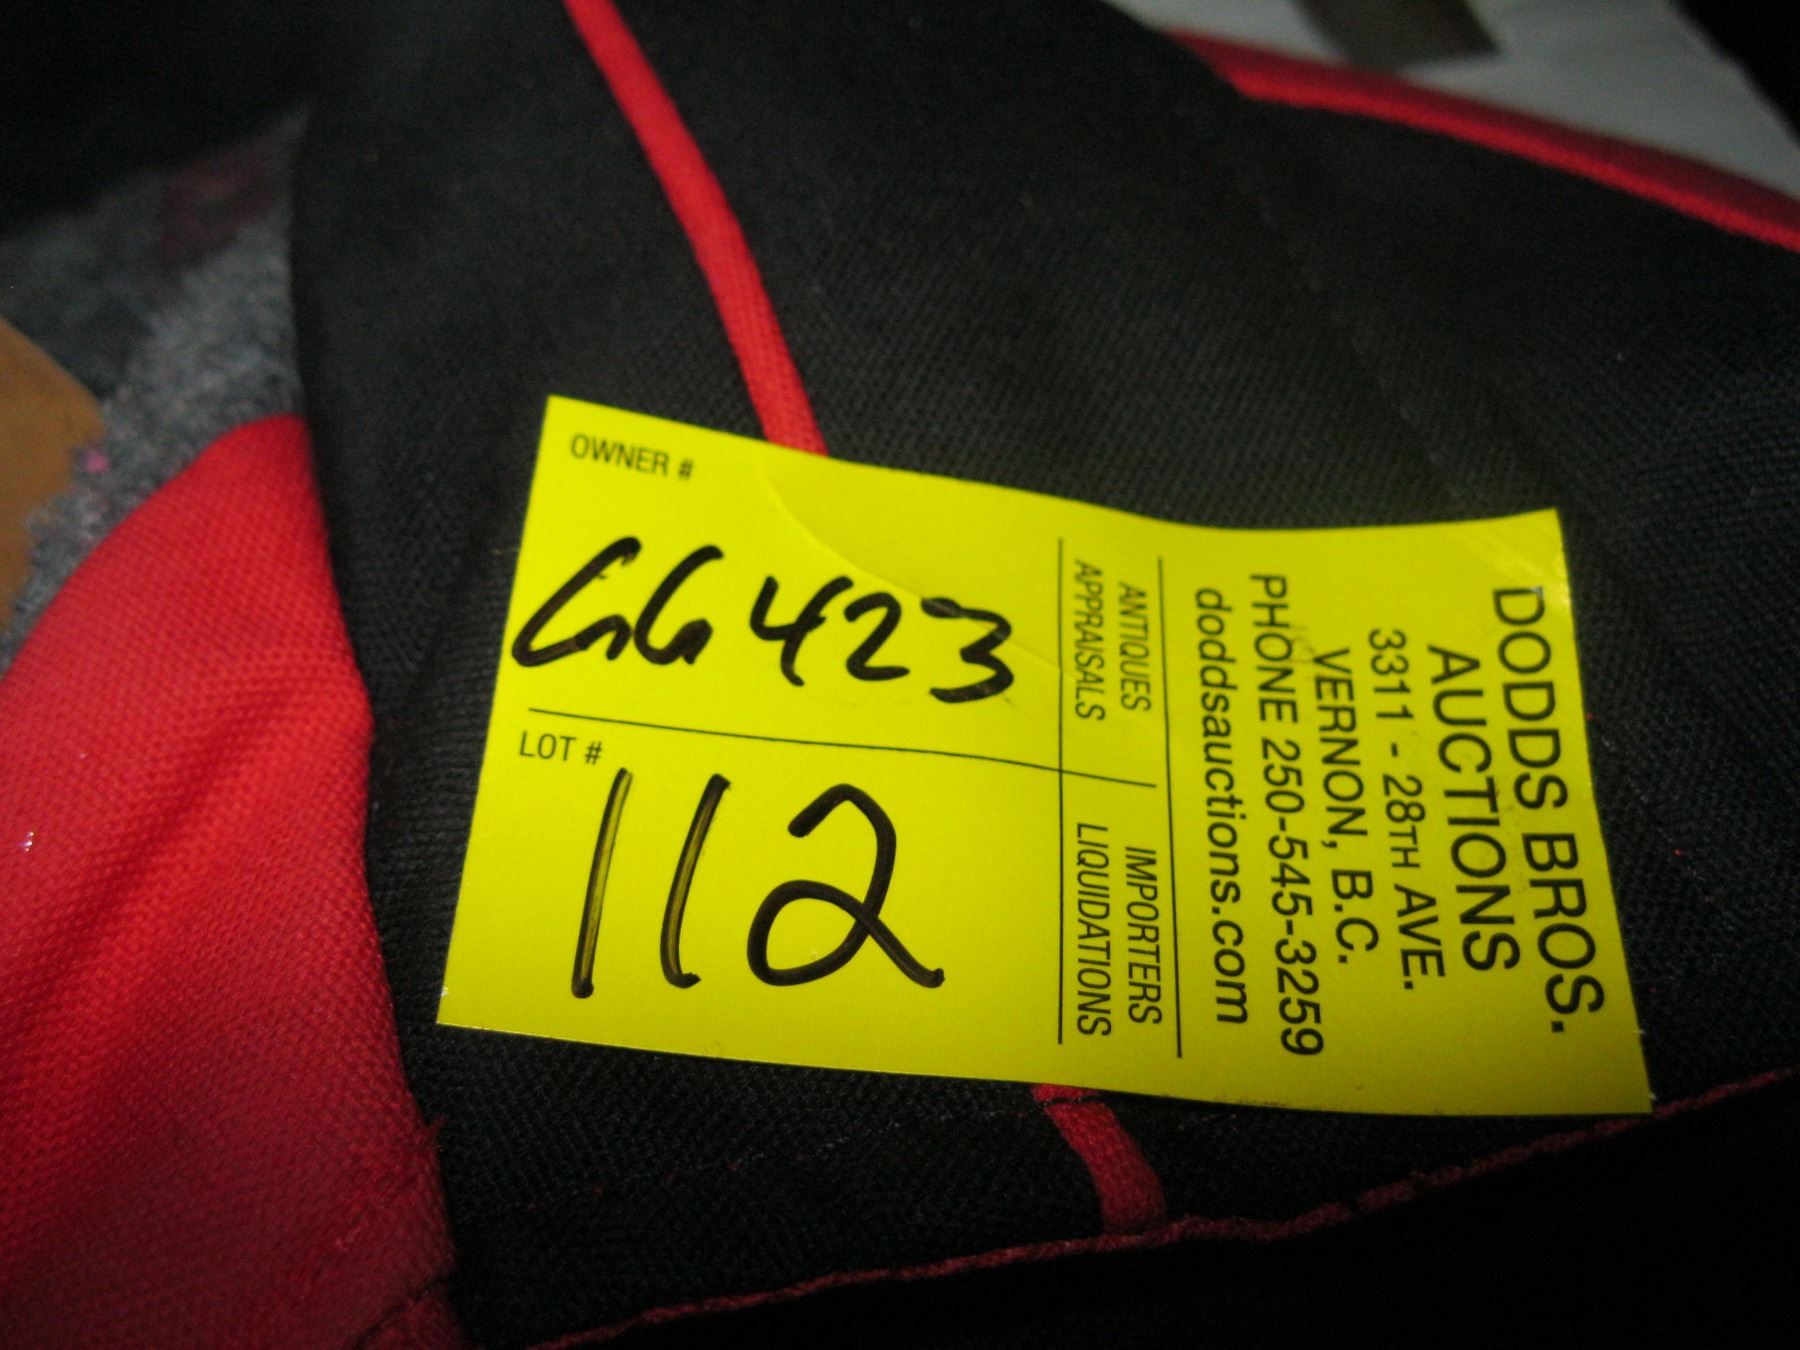 OWNER #
GG423
LOT #
112
ANTIQUES
APPRAISALS
IMPORTERS
LIQUIDATIONS
DODDS BROS.
AUCTIONS
3311 - 28TH AVE.
VERNON, B.C.
PHONE 250-545-3259
doddsauctions.com